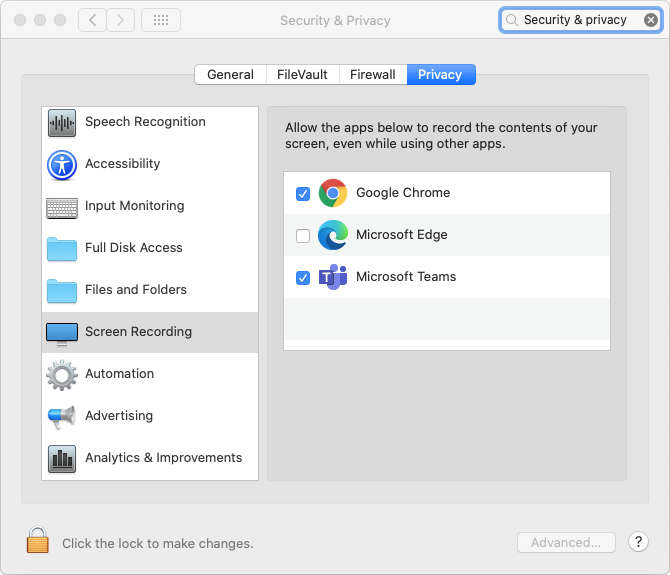 Security & Privacy
Security & privacy
General
FileVault
Firewall
Privacy
Speech Recognition
Accessibility
Input Monitoring
Full Disk Access
Files and Folders
Screen Recording
Automation
Advertising
Analytics & Improvements
Allow the apps below to record the contents of your
screen, even while using other apps.
Google Chrome
Microsoft Edge
Microsoft Teams
Click the lock to make changes.
Advanced...
?